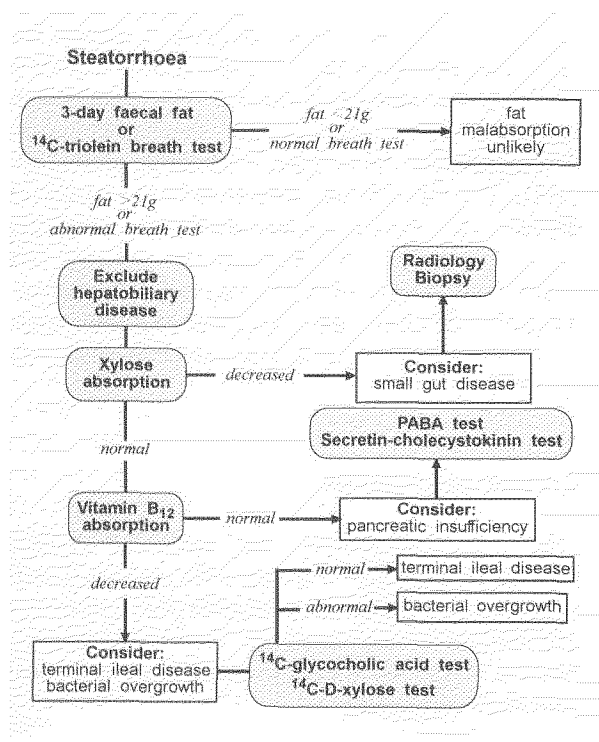 Steatorrhoea
3-day faecal fat
or
¹⁴C-triolein breath test
fat <21g
or
normal breath test
fat
malabsorption
unlikely
fat >21g
or
abnormal breath test
Exclude
hepatobiliary
disease
Radiology
Biopsy
Xylose
absorption
decreased
Consider:
small gut disease
PABA test
Secretin-cholecystokinin test
normal
Vitamin B₁₂
absorption
normal
Consider:
pancreatic insufficiency
decreased
normal
terminal ileal disease
abnormal
bacterial overgrowth
Consider:
terminal ileal disease
bacterial overgrowth
¹⁴C-glycocholic acid test
¹⁴C-D-xylose test